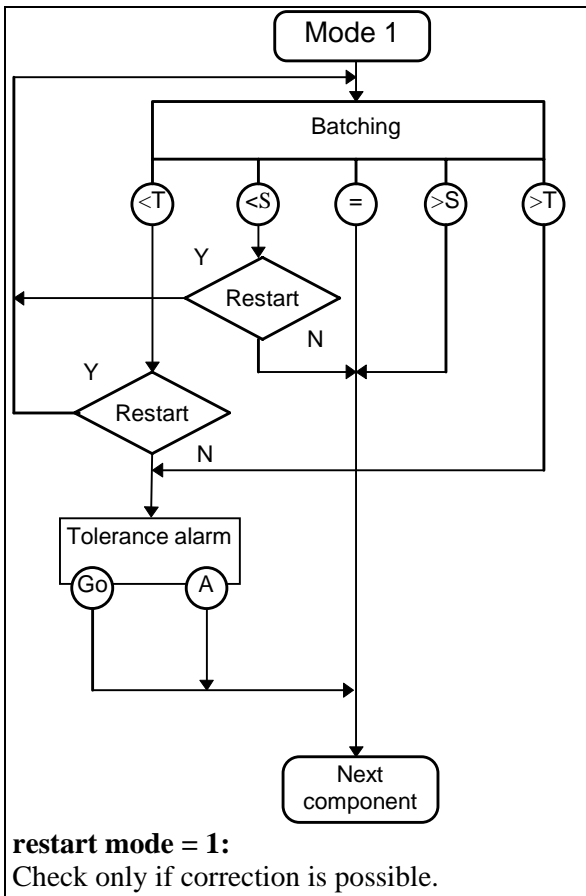 Mode 1
Batching
<T <S = >S >T
Y
Restart
N
Y
Restart
N
Tolerance alarm
Go A
Next
component
restart mode = 1:
Check only if correction is possible.